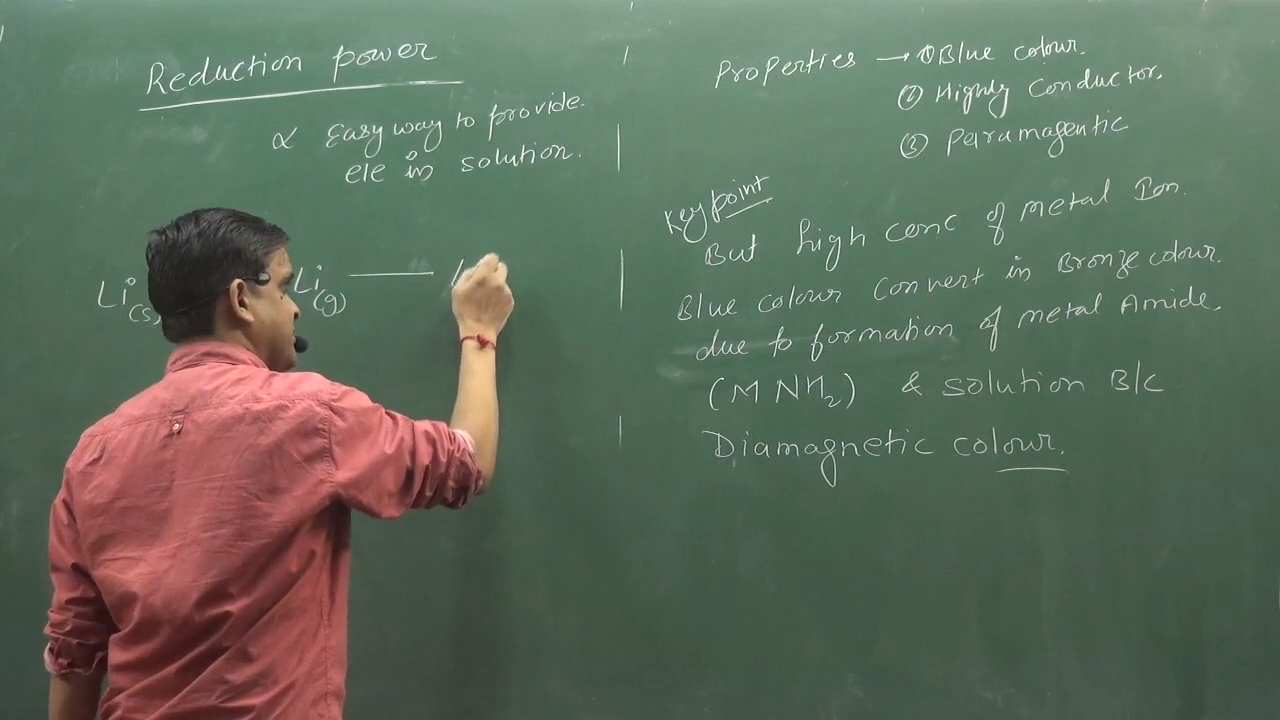 Reduction power
∝ Easy way to provide
ele in solution.
Li(s) Li(g)
Properties → ① Blue colour.
② Highly Conductor.
③ Paramagentic
Key point
But high conc of metal Ion.
Blue colour convert in Bronze colour.
due to formation of metal Amide.
(M NH₂) & solution B/c
Diamagnetic colour.